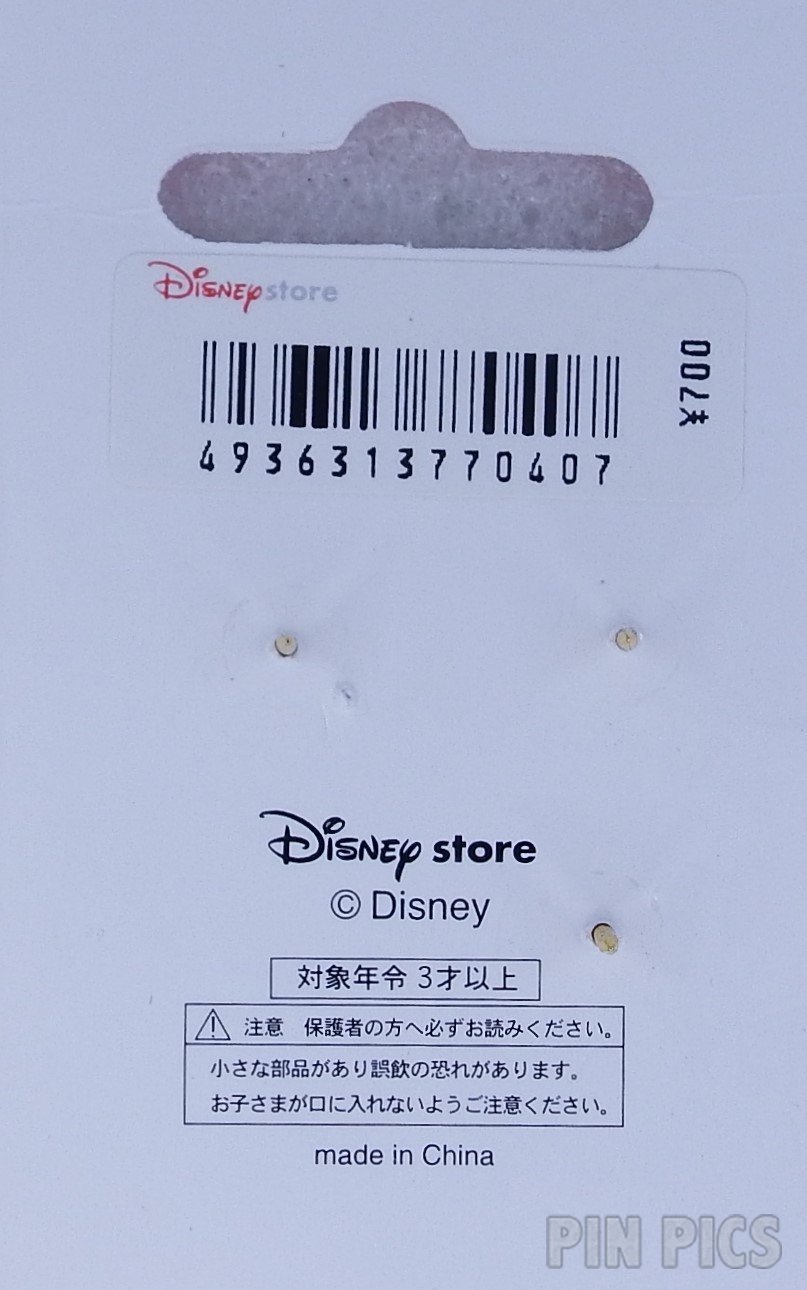 Disney store
4936313770407
¥700
Disney store
© Disney
対象年令 3才以上
注意 保護者の方へ必ずお読みください。
小さな部品があり誤飲の恐れがあります。
お子さまが口に入れないようご注意ください。
made in China
PIN PICS